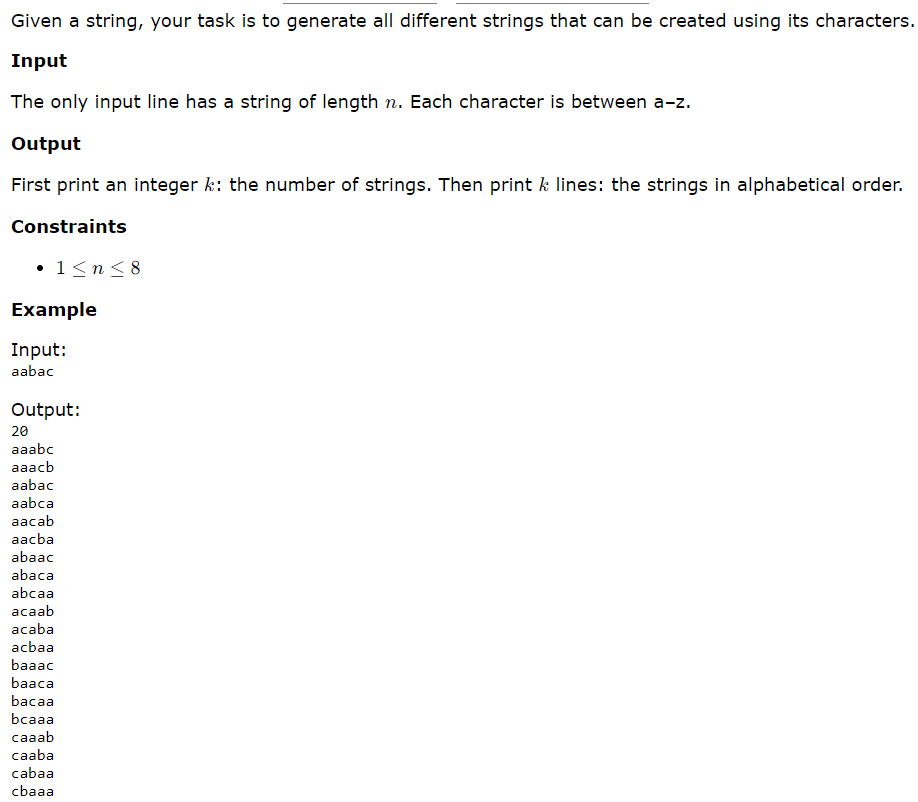 Given a string, your task is to generate all different strings that can be created using its characters.
Input
The only input line has a string of length n. Each character is between a–z.
Output
First print an integer k: the number of strings. Then print k lines: the strings in alphabetical order.
Constraints
• 1 ≤ n ≤ 8
Example
Input:
aabac
Output:
20
aaabc
aaacb
aabac
aabca
aacab
aacba
abaac
abaca
abcaa
acaab
acaba
acbaa
baaac
baaca
bacaa
bcaaa
caaab
caaba
cabaa
cbaaa